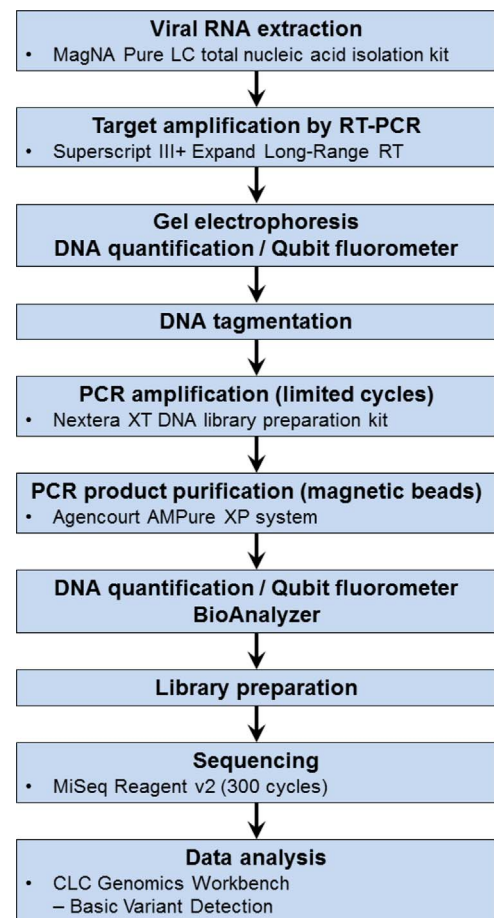 Viral RNA extraction
• MagNA Pure LC total nucleic acid isolation kit
Target amplification by RT-PCR
• Superscript III+ Expand Long-Range RT
Gel electrophoresis
DNA quantification / Qubit fluorometer
DNA tagmentation
PCR amplification (limited cycles)
• Nextera XT DNA library preparation kit
PCR product purification (magnetic beads)
• Agencourt AMPure XP system
DNA quantification / Qubit fluorometer
BioAnalyzer
Library preparation
Sequencing
• MiSeq Reagent v2 (300 cycles)
Data analysis
• CLC Genomics Workbench
– Basic Variant Detection